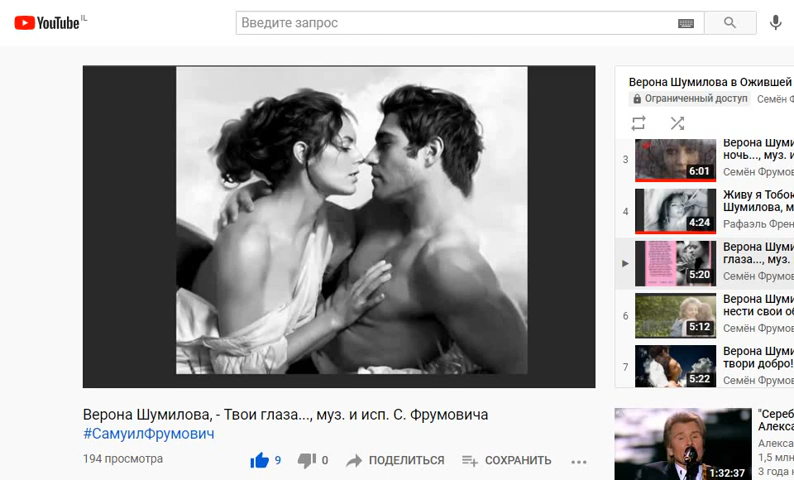 YouTube IL
Введите запрос
Верона Шумилова, - Твои глаза..., муз. и исп. С. Фрумовича
#СамуилФрумович
194 просмотра
9
0
ПОДЕЛИТЬСЯ
СОХРАНИТЬ
Верона Шумилова в Ожившей
Ограниченный доступ Семён Ф
3
6:01
Верона Шуми
ночь..., муз. и
Семён Фрумов
4
4:24
Живу я Тобою
Шумилова, м
Рафаэль Френ
5:20
Верона Шуми
глаза..., муз.
Семён Фрумов
6
5:12
Верона Шуми
нести свои об
Семён Фрумов
7
5:22
Верона Шуми
твори добро!
Семён Фрумов
1:32:37
"Сереб
Алекса
Алекса
1,5 млн
3 года н